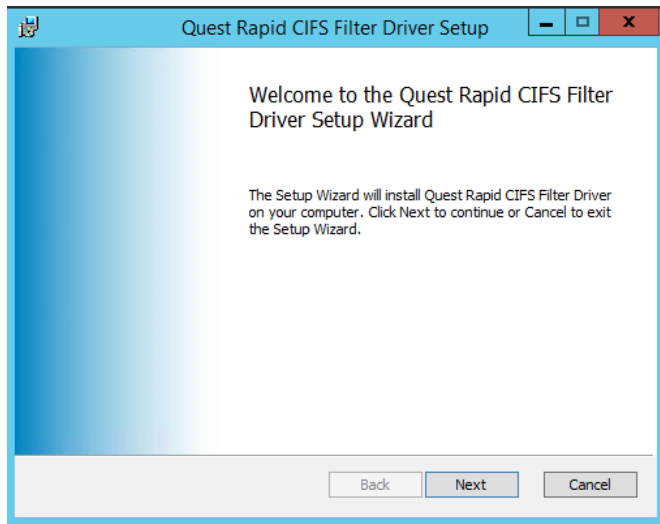 Quest Rapid CIFS Filter Driver Setup
Welcome to the Quest Rapid CIFS Filter
Driver Setup Wizard
The Setup Wizard will install Quest Rapid CIFS Filter Driver
on your computer. Click Next to continue or Cancel to exit
the Setup Wizard.
Back Next Cancel